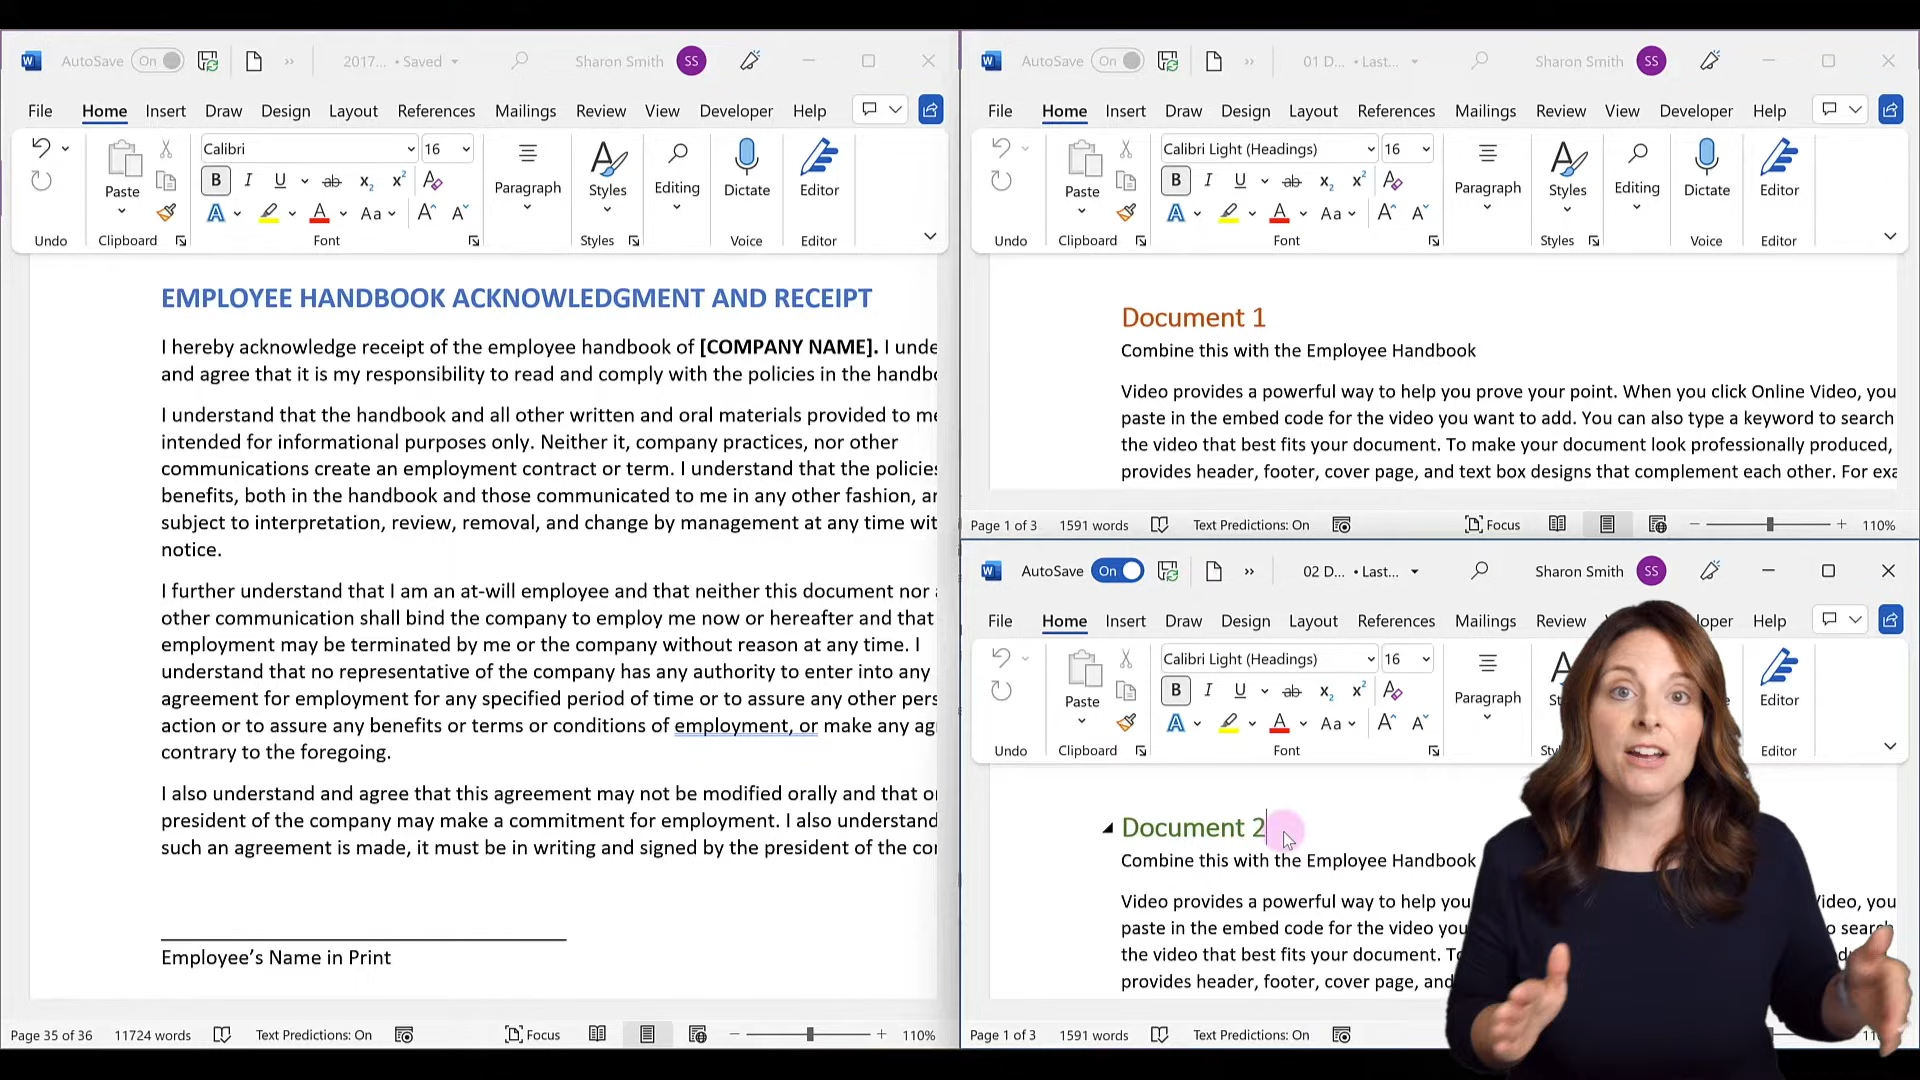 AutoSave On 2017... • Saved Sharon Smith SS
File Home Insert Draw Design Layout References Mailings Review View Developer Help
Calibri 16
Paste B I U ab x₂ x² Paragraph Styles Editing Dictate Editor
A A Aa A A
Undo Clipboard Font Styles Voice Editor
EMPLOYEE HANDBOOK ACKNOWLEDGMENT AND RECEIPT
I hereby acknowledge receipt of the employee handbook of [COMPANY NAME]. I unde
and agree that it is my responsibility to read and comply with the policies in the handbo
I understand that the handbook and all other written and oral materials provided to me
intended for informational purposes only. Neither it, company practices, nor other
communications create an employment contract or term. I understand that the policies
benefits, both in the handbook and those communicated to me in any other fashion, ar
subject to interpretation, review, removal, and change by management at any time wit
notice.
I further understand that I am an at-will employee and that neither this document nor
other communication shall bind the company to employ me now or hereafter and that
employment may be terminated by me or the company without reason at any time. I
understand that no representative of the company has any authority to enter into any
agreement for employment for any specified period of time or to assure any other pers
action or to assure any benefits or terms or conditions of employment, or make any ag
contrary to the foregoing.
I also understand and agree that this agreement may not be modified orally and that o
president of the company may make a commitment for employment. I also understand
such an agreement is made, it must be in writing and signed by the president of the co
Employee's Name in Print
Page 35 of 36 11724 words Text Predictions: On Focus 110%
AutoSave On 01 D... • Last... Sharon Smith SS
File Home Insert Draw Design Layout References Mailings Review View Developer Help
Calibri Light (Headings) 16
Paste B I U ab x₂ x² Paragraph Styles Editing Dictate Editor
A A Aa A A
Undo Clipboard Font Styles Voice Editor
Document 1
Combine this with the Employee Handbook
Video provides a powerful way to help you prove your point. When you click Online Video, you
paste in the embed code for the video you want to add. You can also type a keyword to search
the video that best fits your document. To make your document look professionally produced,
provides header, footer, cover page, and text box designs that complement each other. For exa
Page 1 of 3 1591 words Text Predictions: On Focus 110%
AutoSave On 02 D... • Last... Sharon Smith SS
File Home Insert Draw Design Layout References Mailings Review loper Help
Calibri Light (Headings) 16
Paste B I U ab x₂ x² Paragraph Editor
A A Aa A A
Undo Clipboard Font Editor
Document 2
Combine this with the Employee Handbook
Video provides a powerful way to help you Video, you
paste in the embed code for the video you search
the video that best fits your document.
provides header, footer, cover page, and
Page 1 of 3 1591 words Text Predictions: On